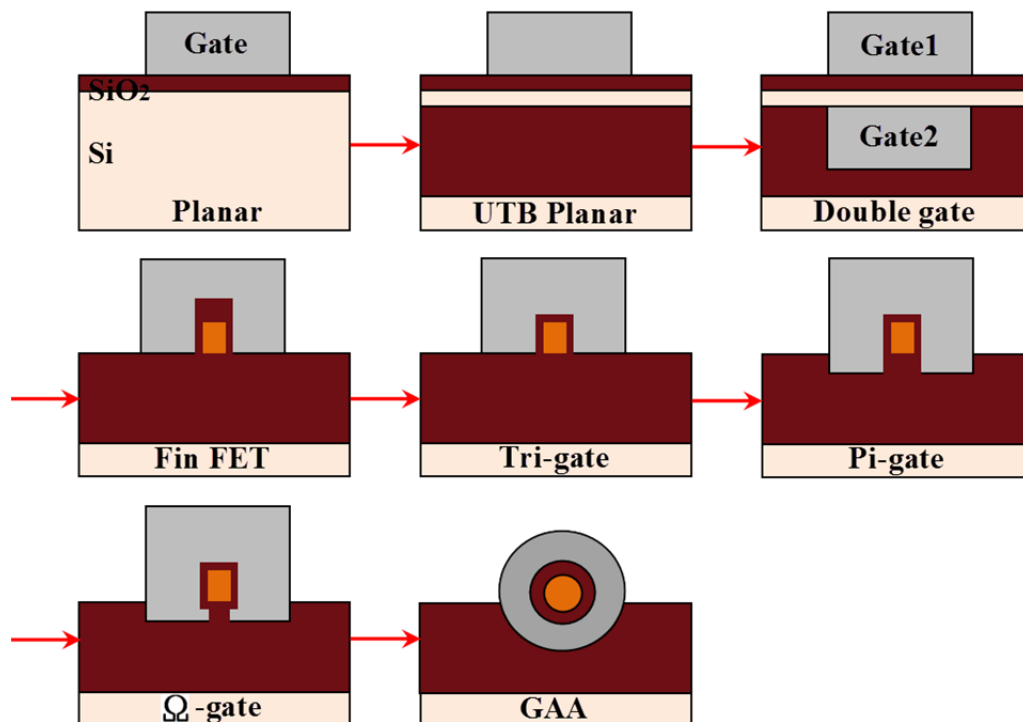 Gate
SiO₂
Si
Planar
UTB Planar
Gate1
Gate2
Double gate
Fin FET
Tri-gate
Pi-gate
Ω-gate
GAA